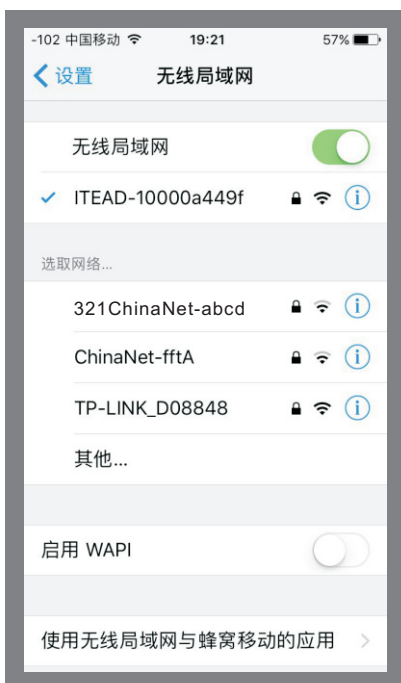 -102 中国移动 19:21 57%
设置 无线局域网
无线局域网
ITEAD-10000a449f
选取网络...
321ChinaNet-abcd
ChinaNet-fftA
TP-LINK_D08848
其他...
启用 WAPI
使用无线局域网与蜂窝移动的应用